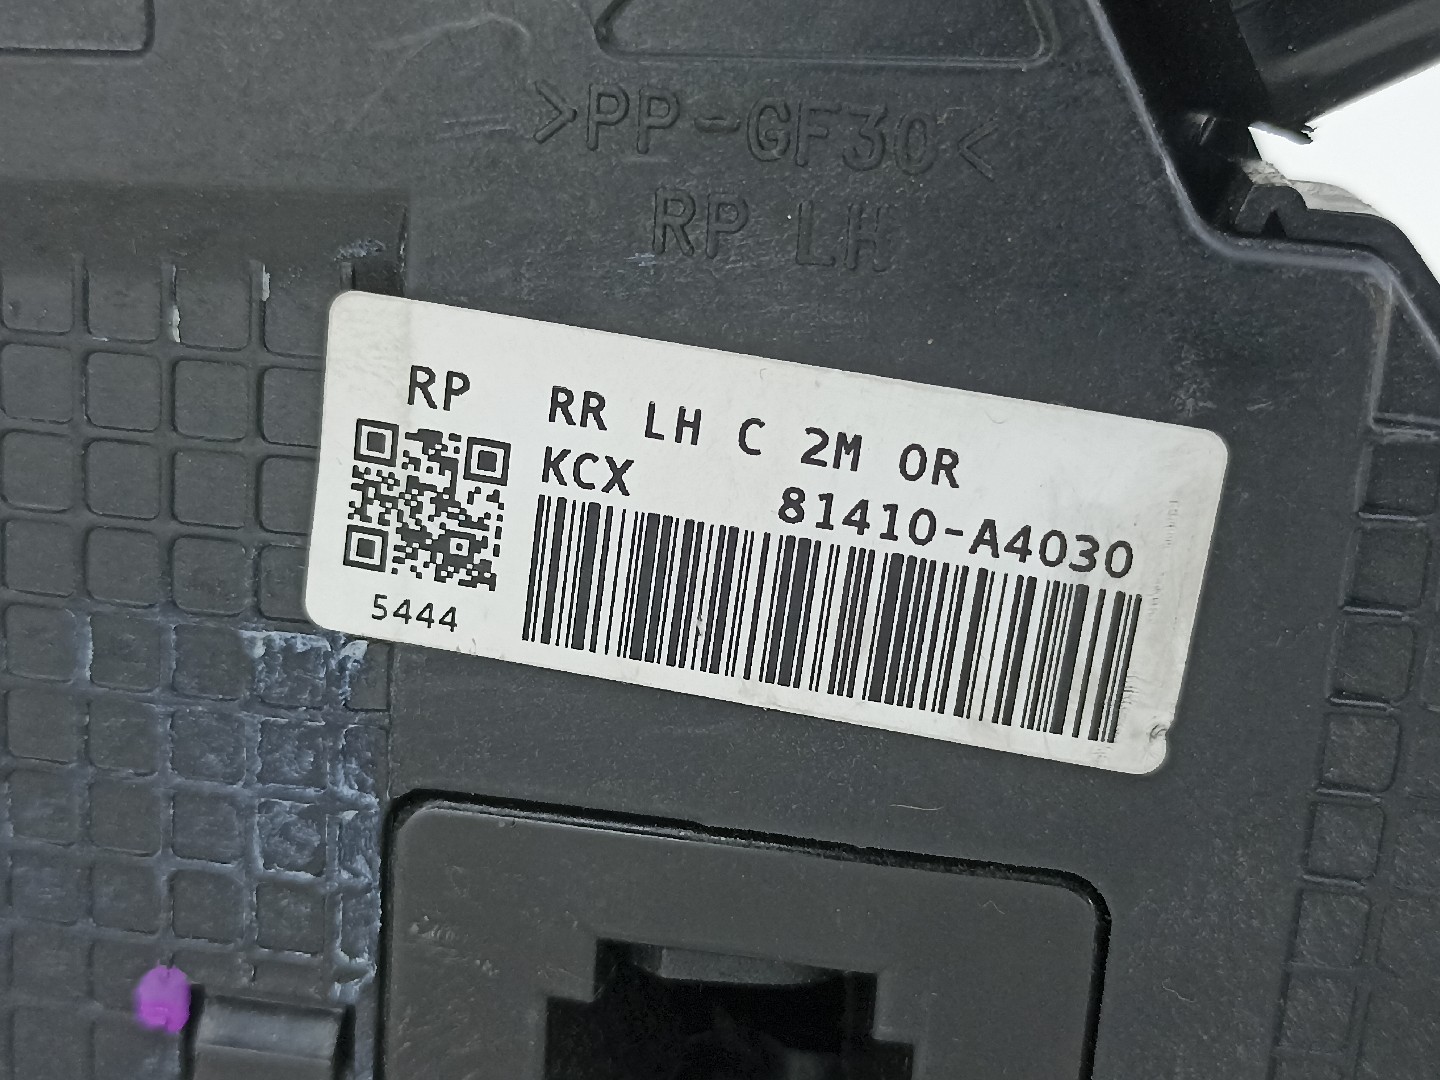 >PP-GF30<
RP LH
RP RR LH C 2M OR
KCX 81410-A4030
5444